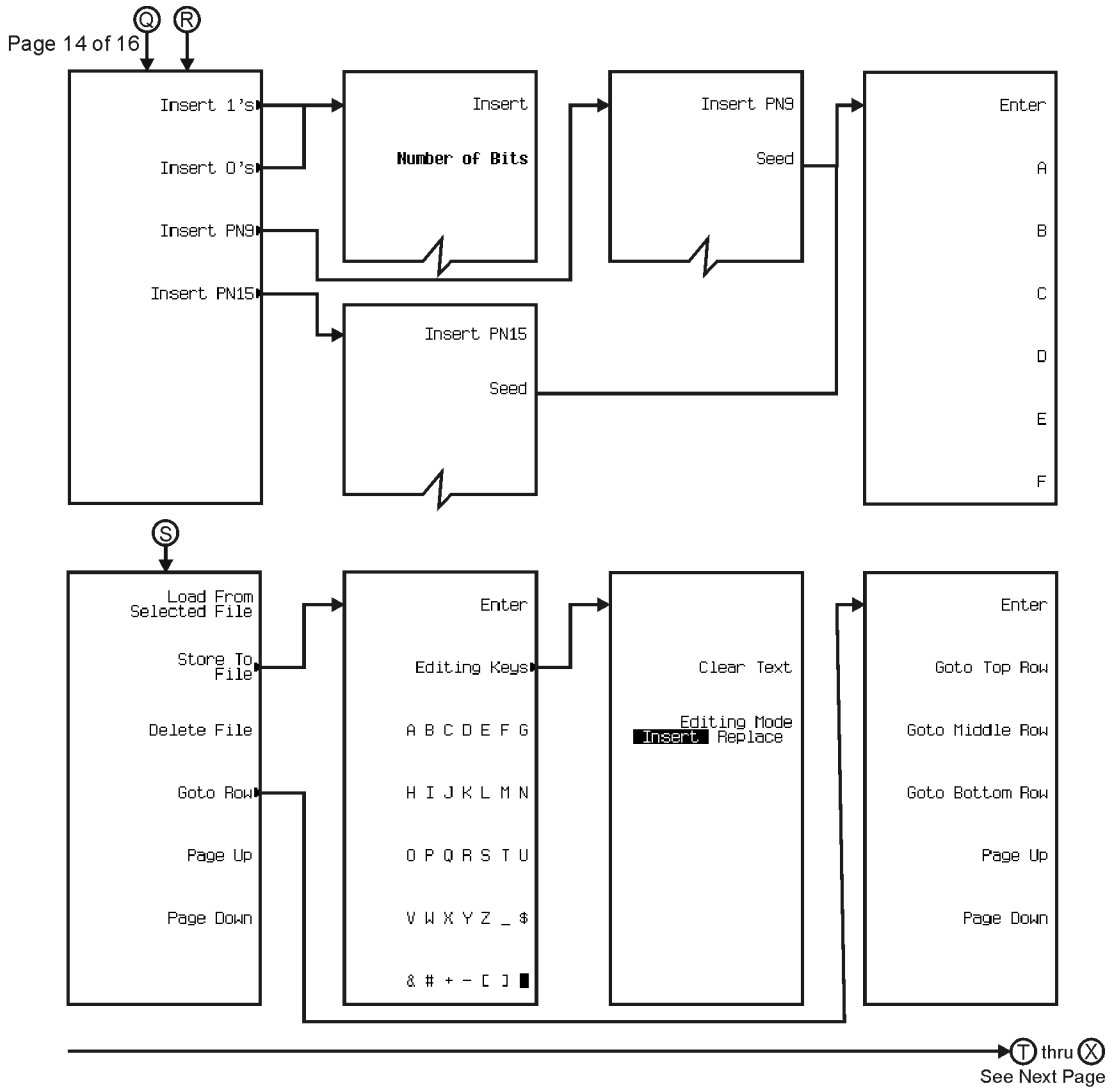 Q R
Page 14 of 16
Insert 1's
Insert 0's
Insert PN9
Insert PN15
Insert
Number of Bits
Insert PN9
Seed
Insert PN15
Seed
Enter
A
B
C
D
E
F
S
Load From
Selected File
Store To
File
Delete File
Goto Row
Page Up
Page Down
Enter
Editing Keys
A B C D E F G
H I J K L M N
O P Q R S T U
V W X Y Z _ $
& # + - [ ]
Clear Text
Editing Mode
Insert Replace
Enter
Goto Top Row
Goto Middle Row
Goto Bottom Row
Page Up
Page Down
T thru X
See Next Page